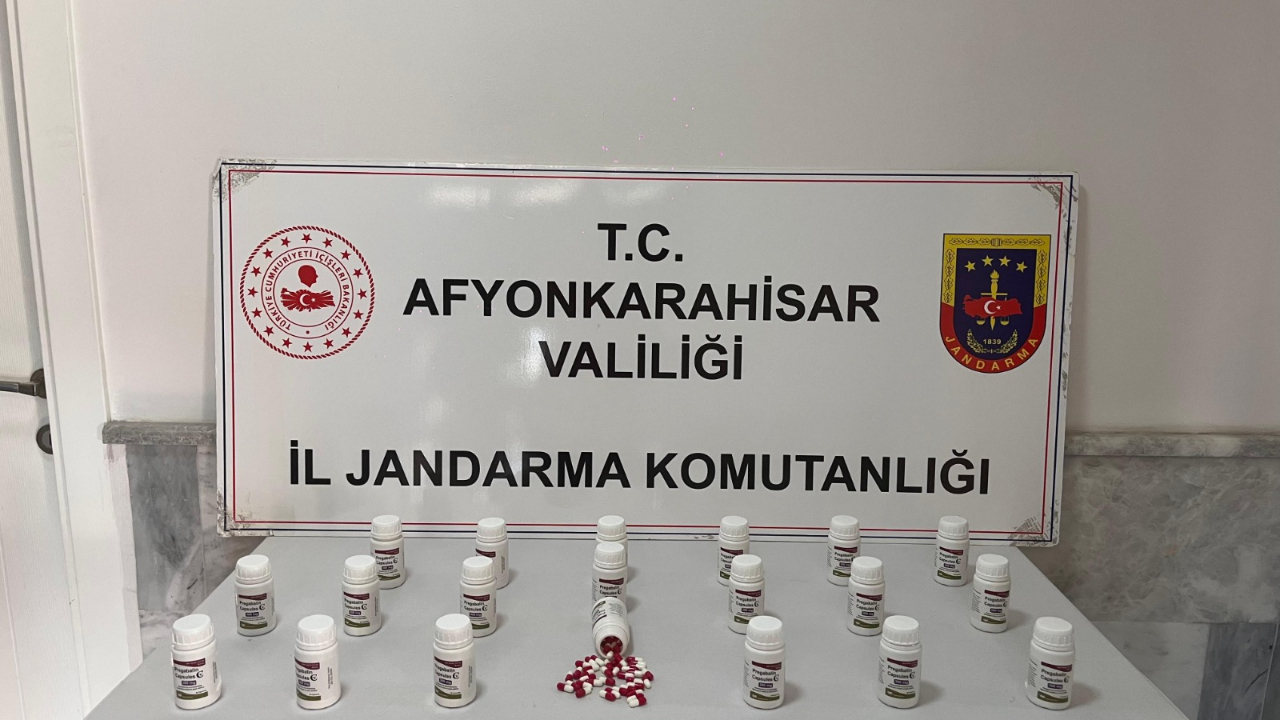 T.C.
AFYONKARAHİSAR
VALİLİĞİ
İL JANDARMA KOMUTANLIĞI
TÜRKİYE CUMHURİYETİ İÇİŞLERİ BAKANLIĞI
1839
JANDARMA
Pregabalin
Capsules